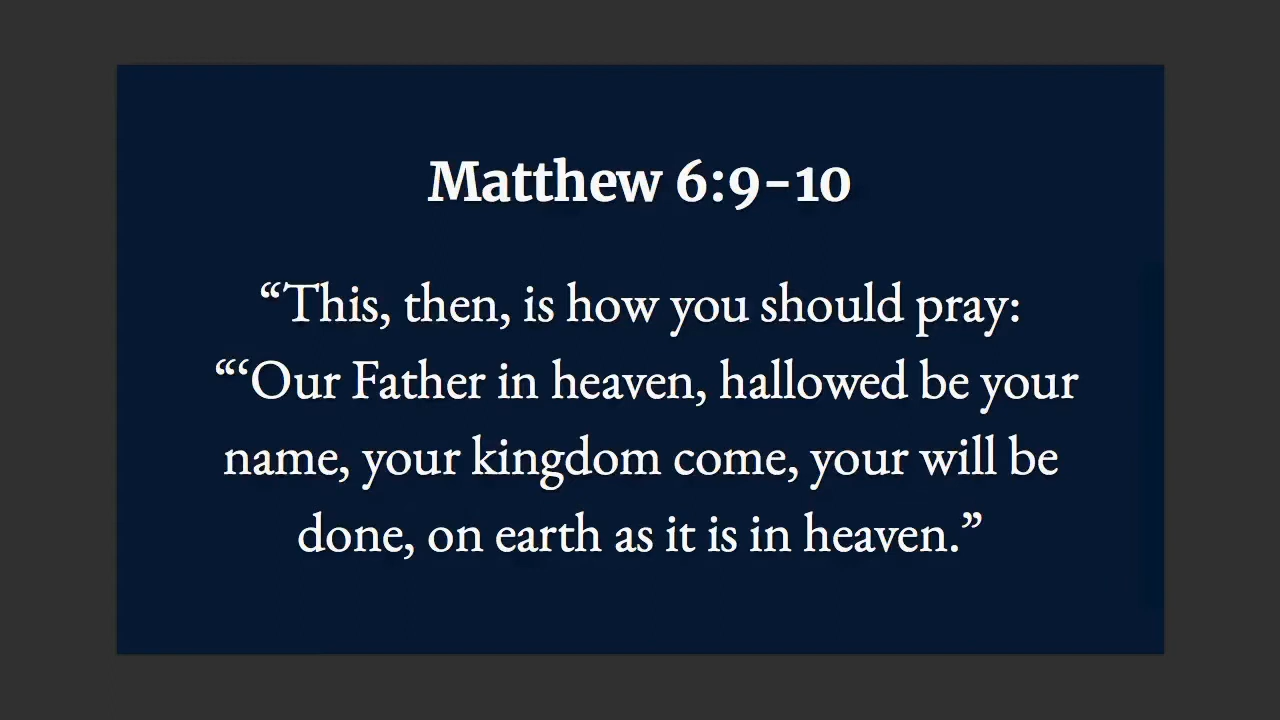 Matthew 6:9-10
“This, then, is how you should pray:
“‘Our Father in heaven, hallowed be your
name, your kingdom come, your will be
done, on earth as it is in heaven.”